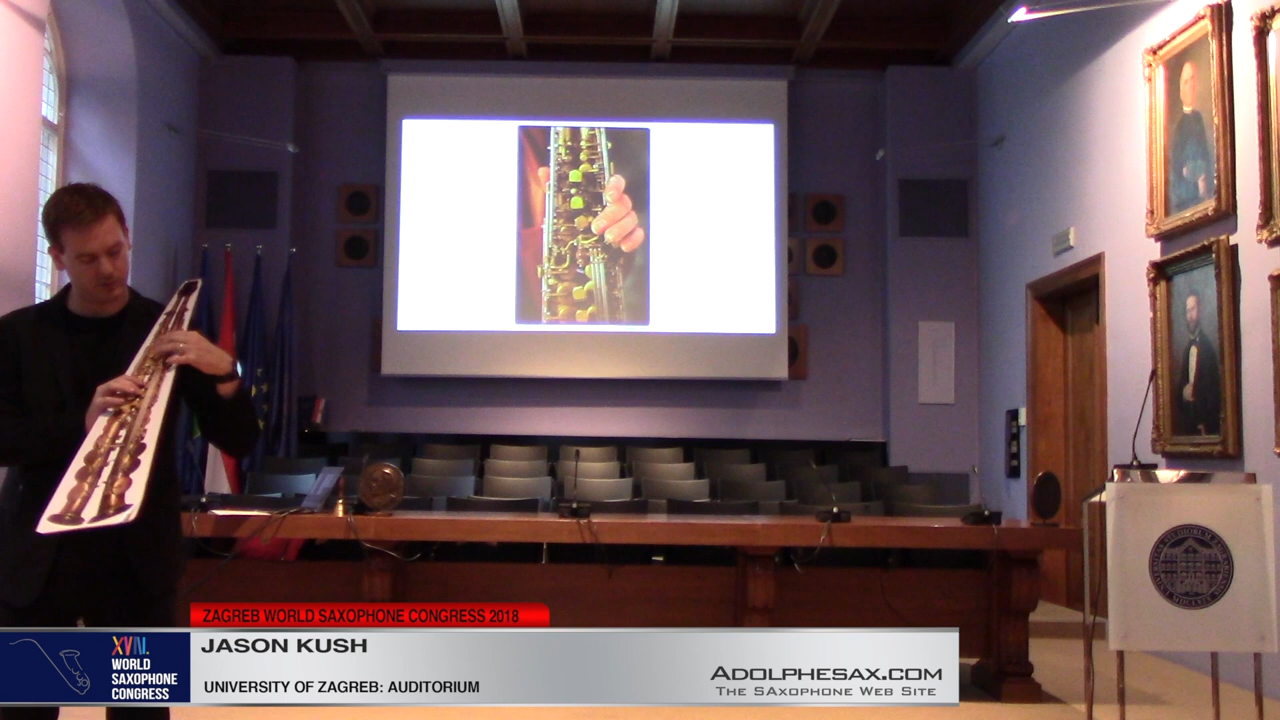 ZAGREB WORLD SAXOPHONE CONGRESS 2018
JASON KUSH
UNIVERSITY OF ZAGREB: AUDITORIUM
ADOLPHESAX.COM
THE SAXOPHONE WEB SITE
XVIII.
WORLD
SAXOPHONE
CONGRESS